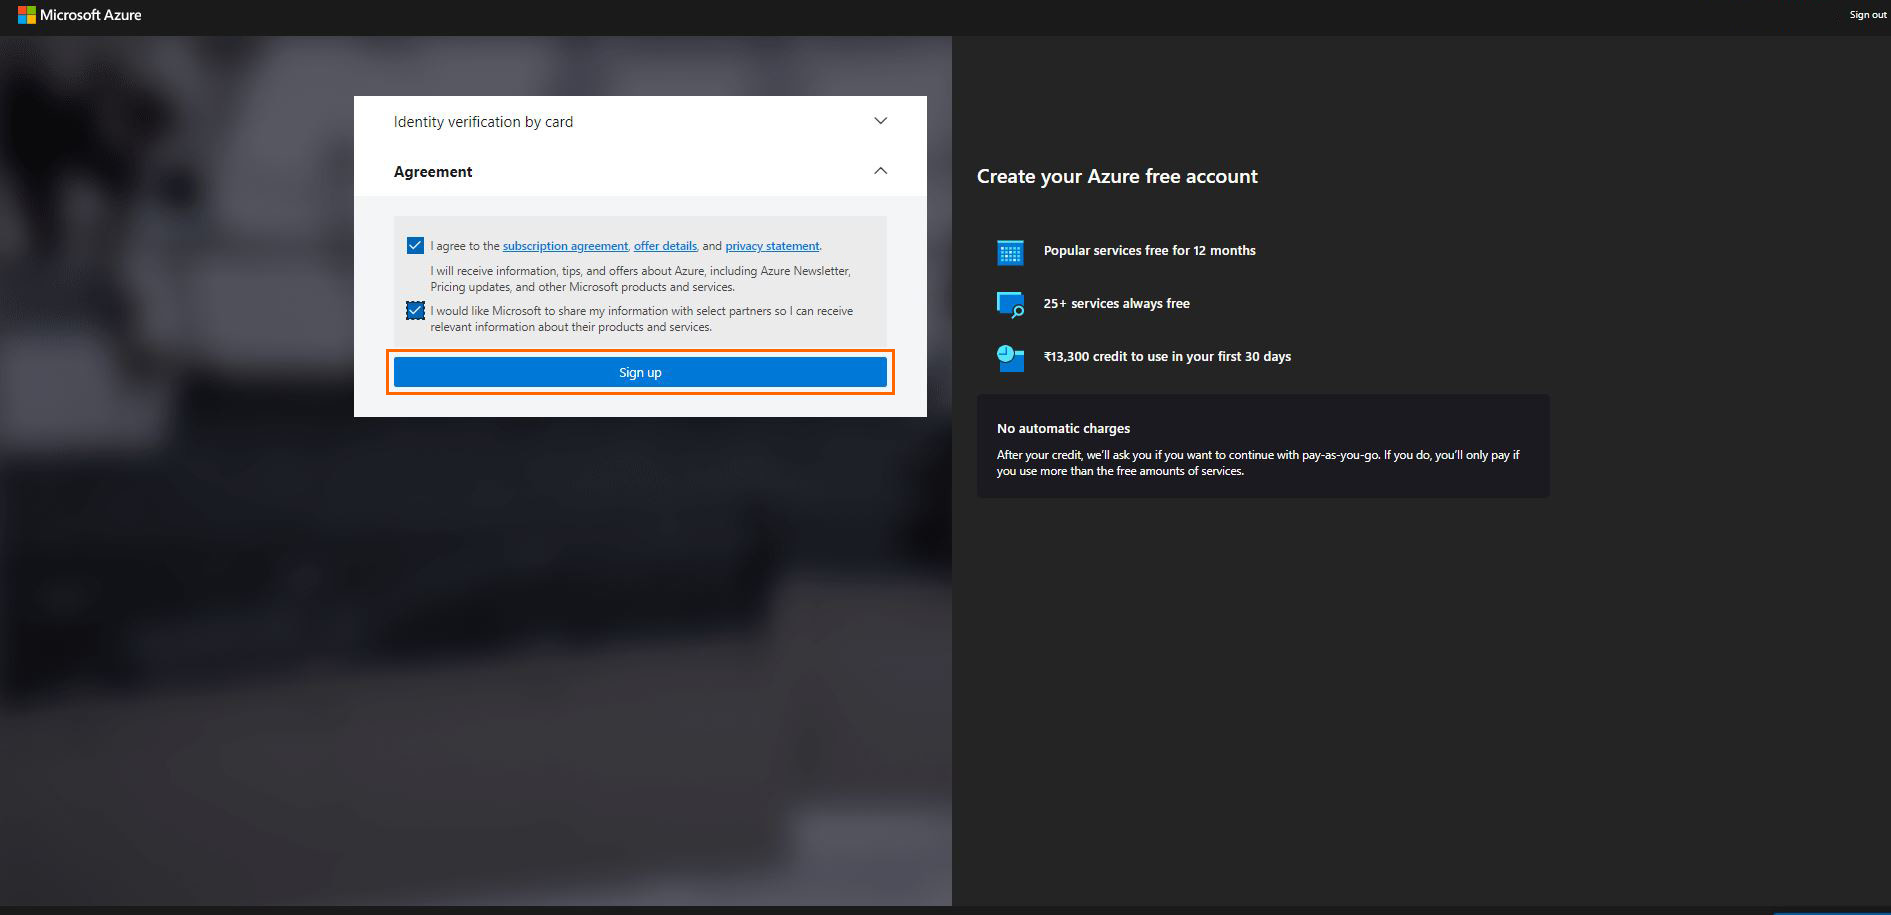 Microsoft Azure
Sign out
Identity verification by card
Agreement
I agree to the subscription agreement, offer details, and privacy statement.
I will receive information, tips, and offers about Azure, including Azure Newsletter,
Pricing updates, and other Microsoft products and services.
I would like Microsoft to share my information with select partners so I can receive
relevant information about their products and services.
Sign up
Create your Azure free account
Popular services free for 12 months
25+ services always free
₹13,300 credit to use in your first 30 days
No automatic charges
After your credit, we'll ask you if you want to continue with pay-as-you-go. If you do, you'll only pay if
you use more than the free amounts of services.